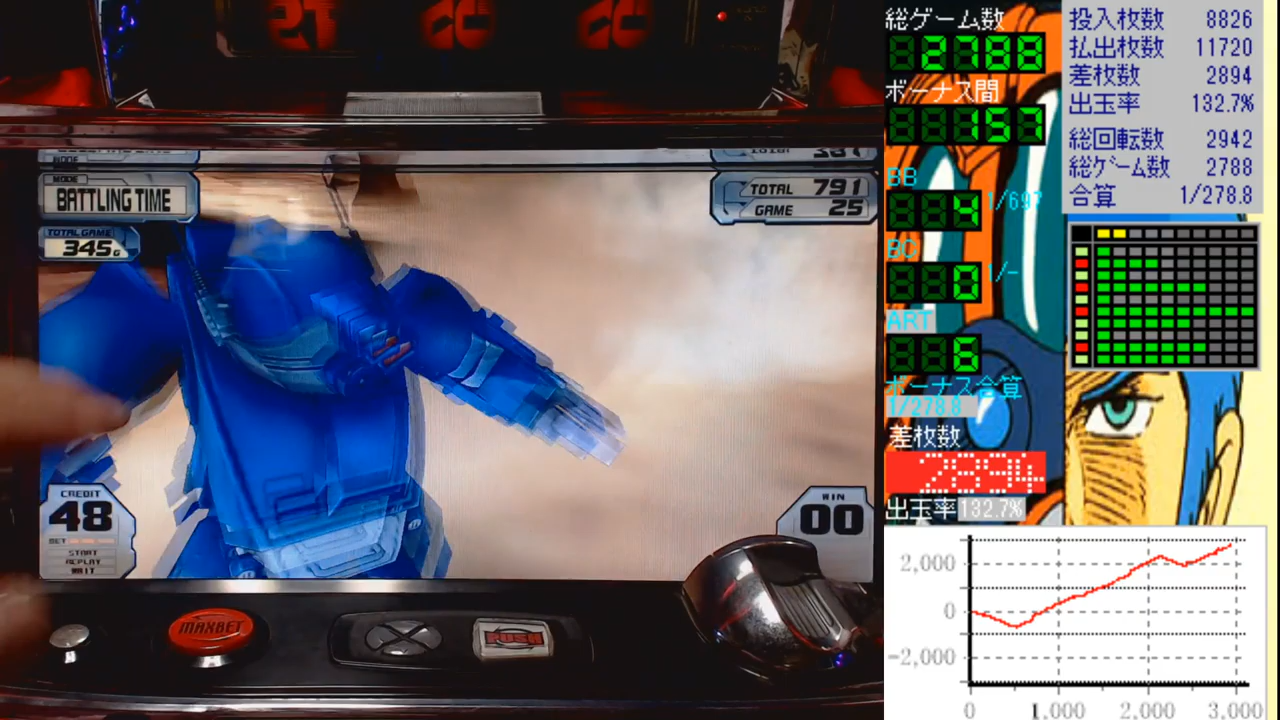 MODE
BATTLING TIME
TOTAL GAME
345G
TOTAL 381
TOTAL 791
GAME 25
CREDIT
48
BET
START
REPLAY
WAIT
WIN
00
MAXBET
PUSH
総ゲーム数
2788
ボーナス間
157
BB
4 1/697
BC
0 1/-
ART
6
ボーナス合算
1/278.8
差枚数
2894
出玉率 132.7%
投入枚数 8826
払出枚数 11720
差枚数 2894
出玉率 132.7%
総回転数 2942
総ゲーム数 2788
合算 1/278.8
2,000
0
-2,000
0 1,000 2,000 3,000